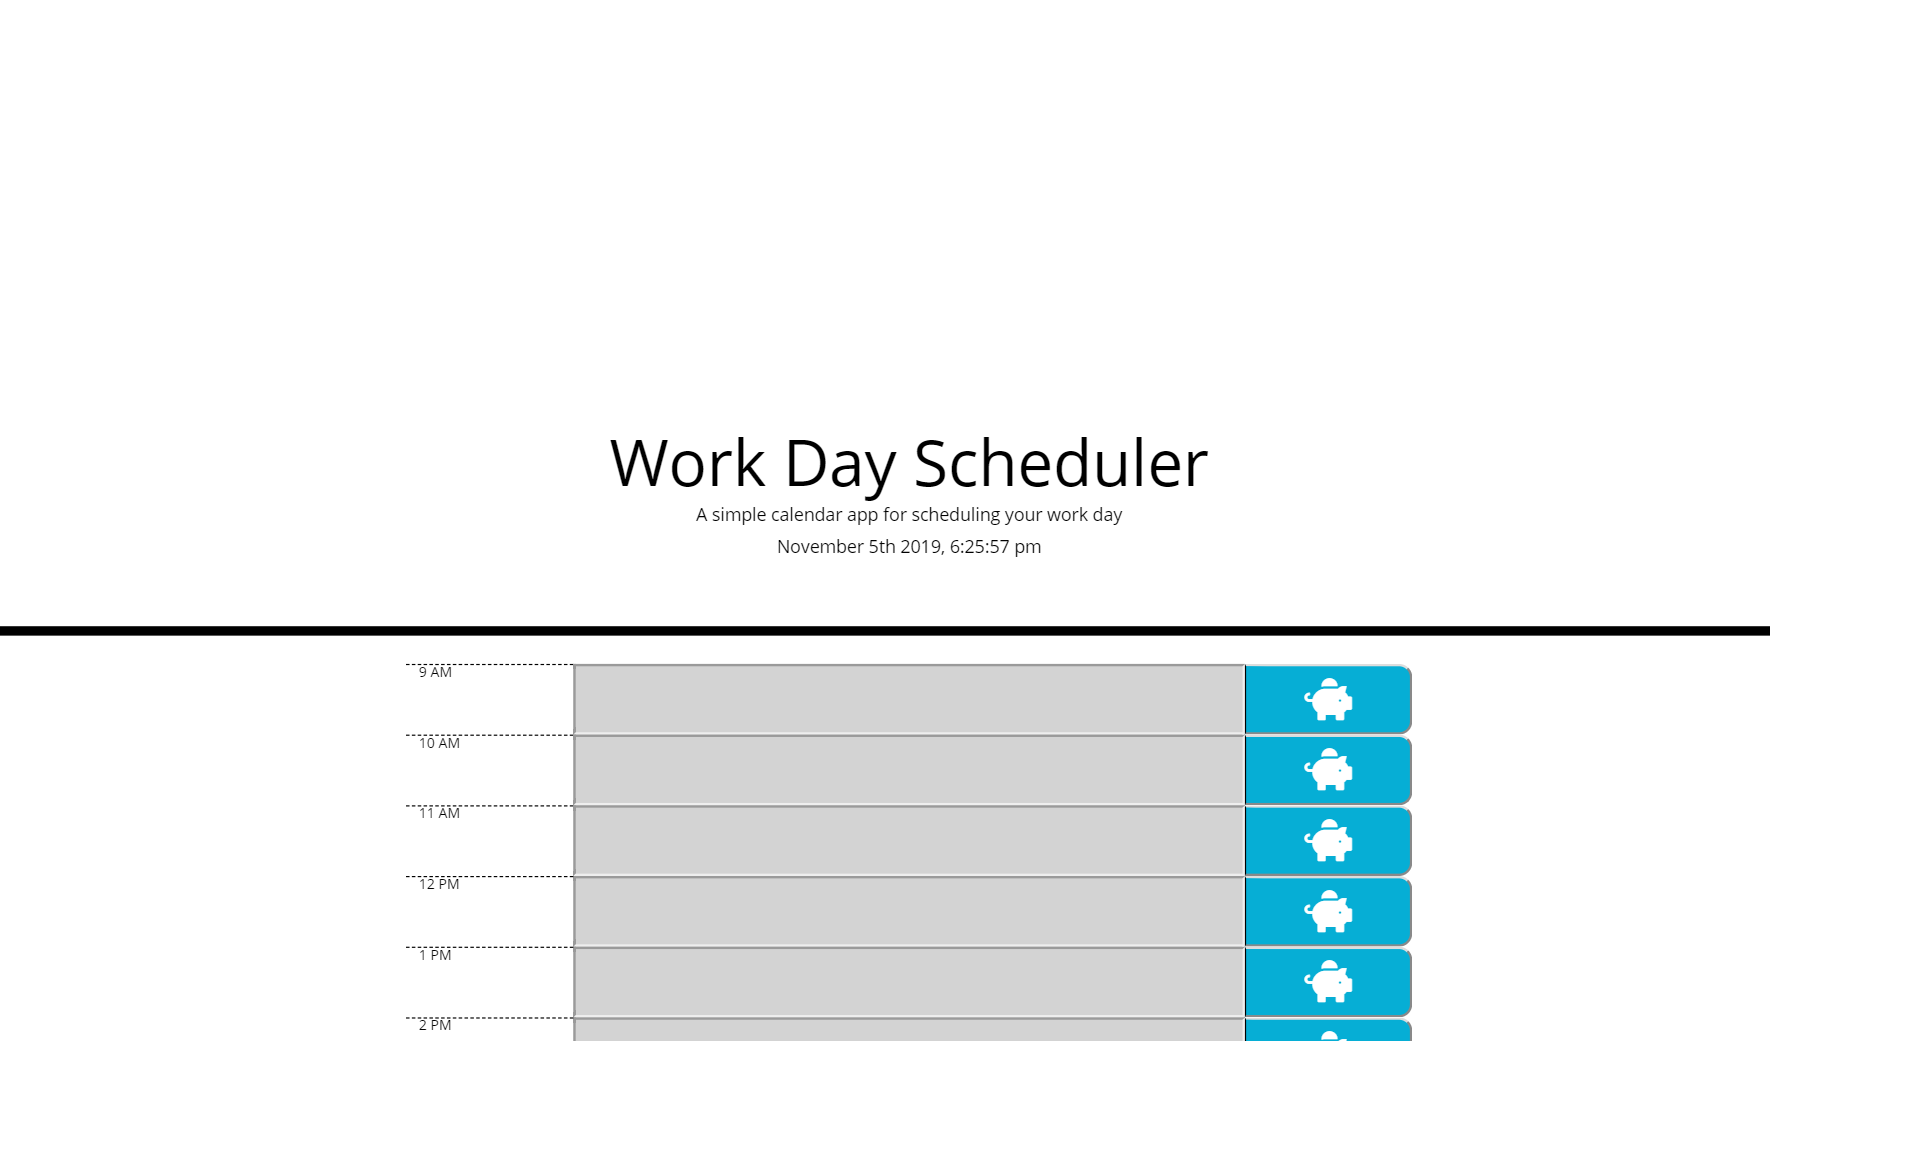 Work Day Scheduler
A simple calendar app for scheduling your work day
November 5th 2019, 6:25:57 pm
9 AM
10 AM
11 AM
12 PM
1 PM
2 PM